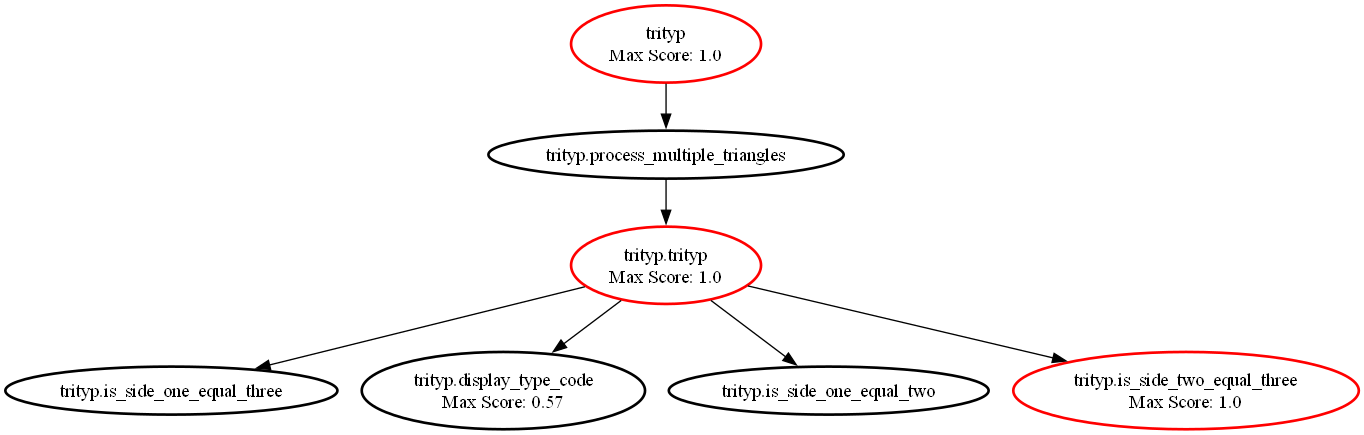 trityp
Max Score: 1.0
trityp.process_multiple_triangles
trityp.trityp
Max Score: 1.0
trityp.is_side_one_equal_three
trityp.display_type_code
Max Score: 0.57
trityp.is_side_one_equal_two
trityp.is_side_two_equal_three
Max Score: 1.0